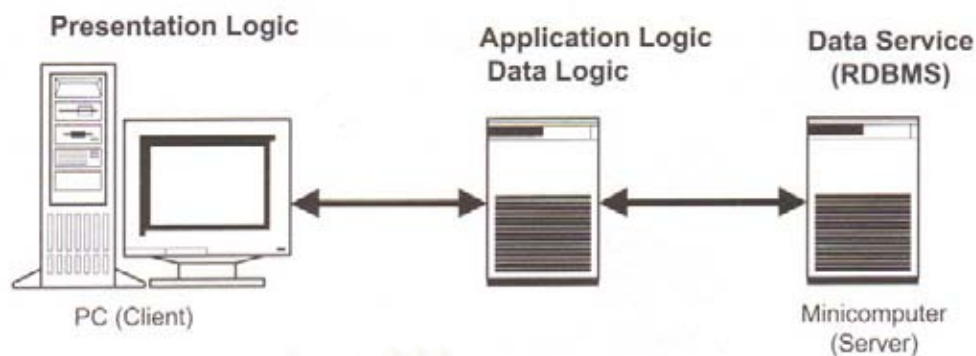 Presentation Logic
Application Logic
Data Logic
Data Service
(RDBMS)
PC (Client)
Minicomputer
(Server)